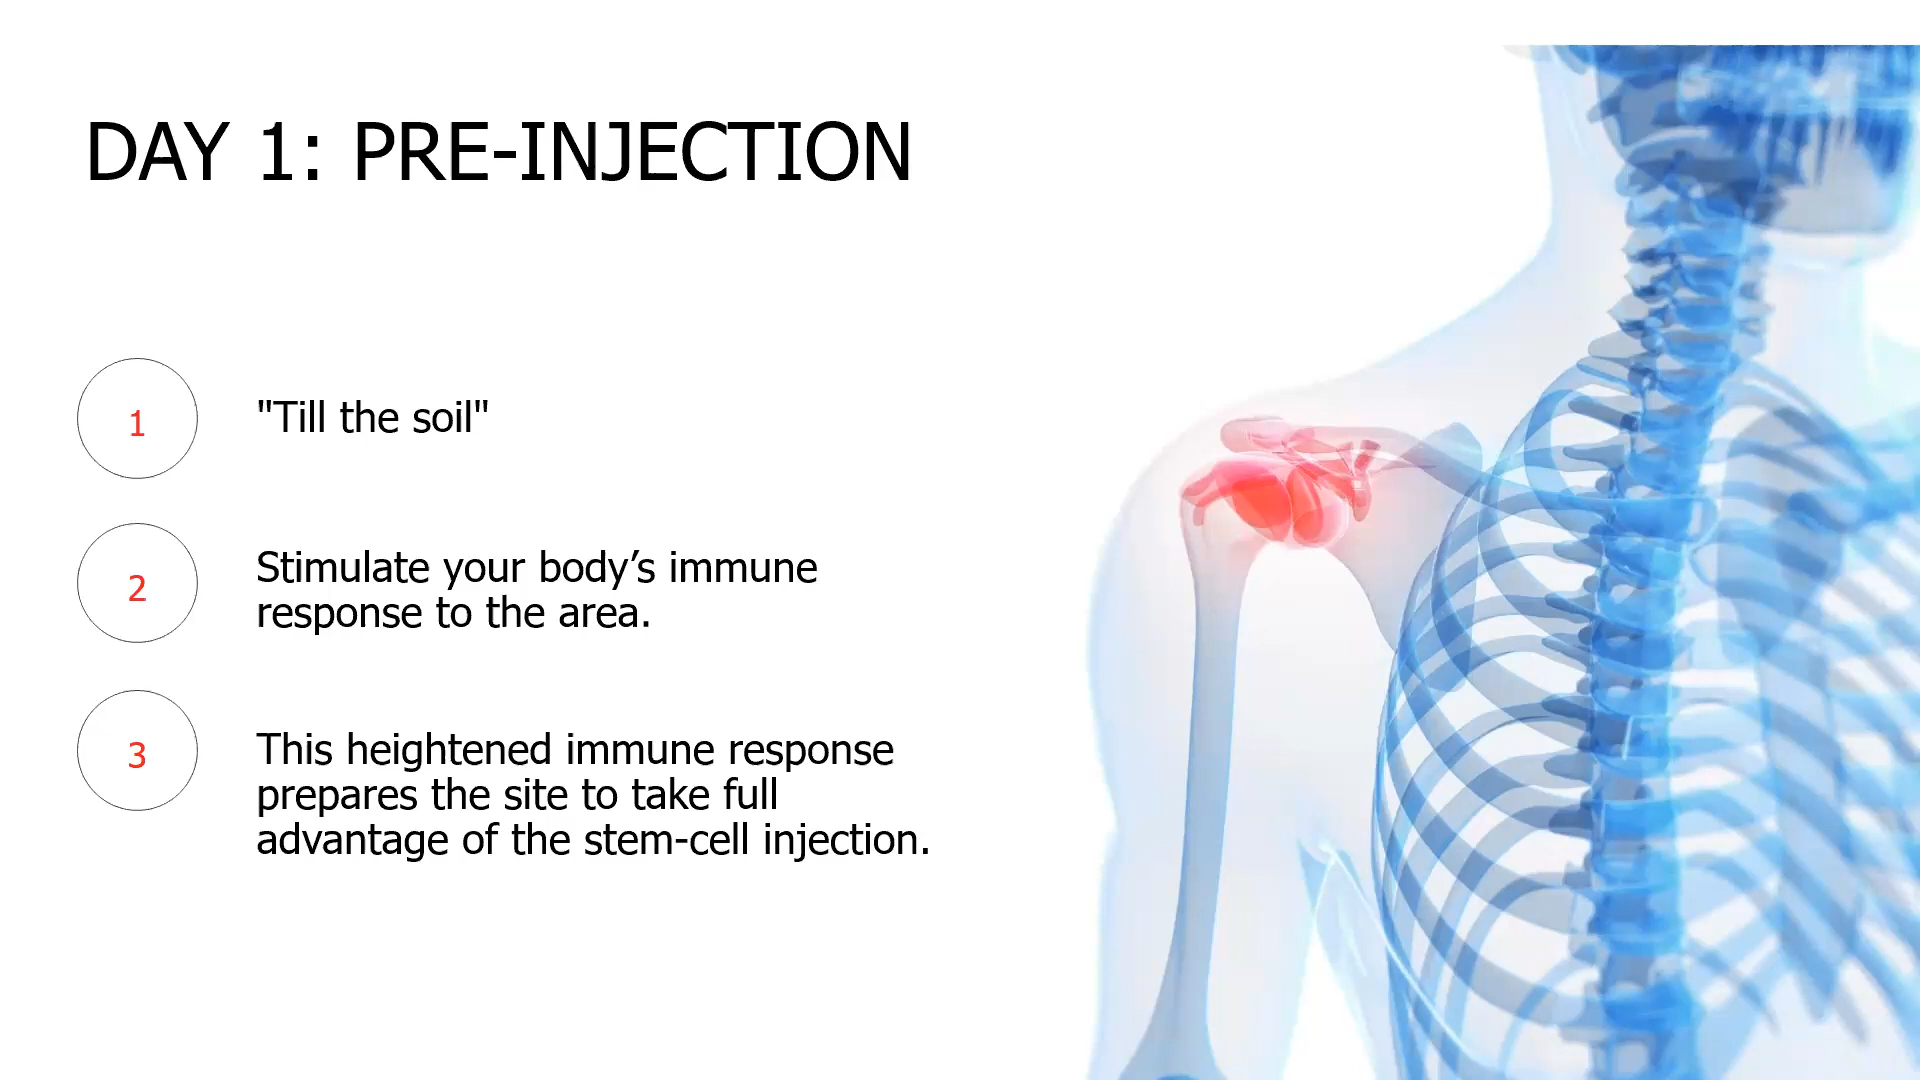 DAY 1: PRE-INJECTION
1
"Till the soil"
2
Stimulate your body’s immune
response to the area.
3
This heightened immune response
prepares the site to take full
advantage of the stem-cell injection.